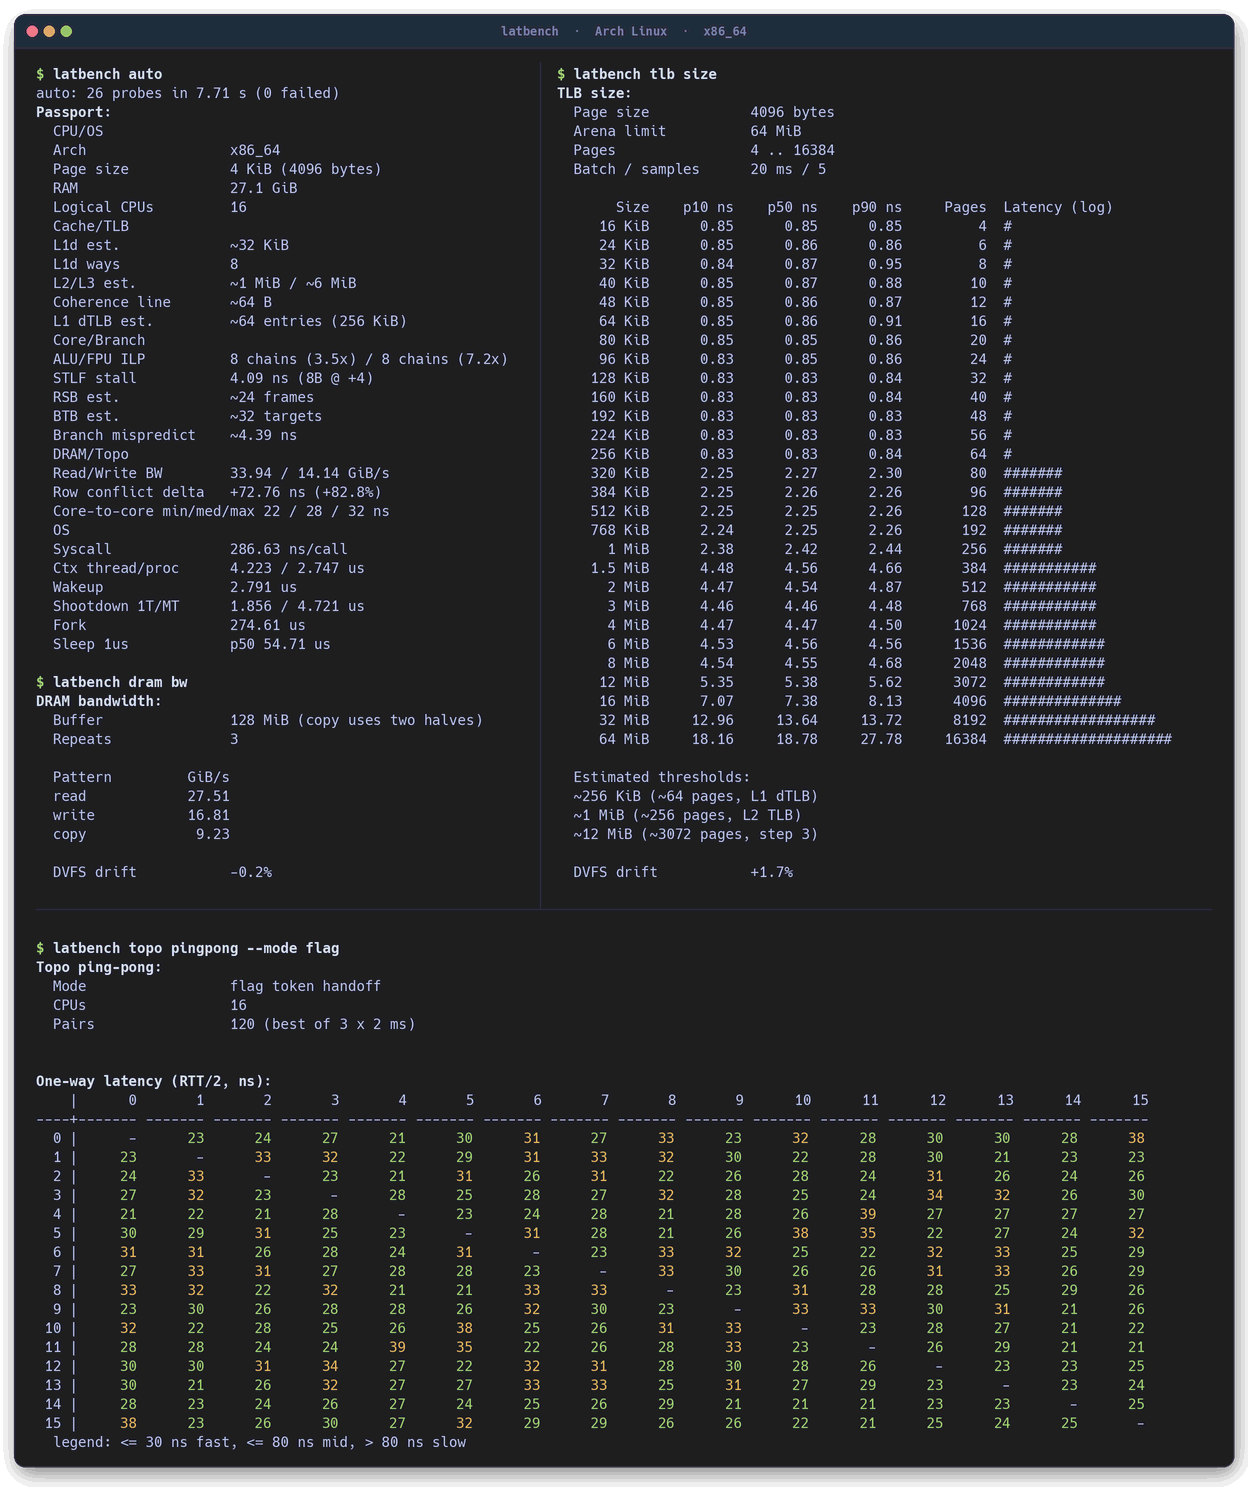 latbench · Arch Linux · x86_64
$ latbench auto
auto: 26 probes in 7.71 s (0 failed)
Passport:
CPU/OS
Arch x86_64
Page size 4 KiB (4096 bytes)
RAM 27.1 GiB
Logical CPUs 16
Cache/TLB
L1d est. ~32 KiB
L1d ways 8
L2/L3 est. ~1 MiB / ~6 MiB
Coherence line ~64 B
L1 dTLB est. ~64 entries (256 KiB)
Core/Branch
ALU/FPU ILP 8 chains (3.5x) / 8 chains (7.2x)
STLF stall 4.09 ns (8B @ +4)
RSB est. ~24 frames
BTB est. ~32 targets
Branch mispredict ~4.39 ns
DRAM/Topo
Read/Write BW 33.94 / 14.14 GiB/s
Row conflict delta +72.76 ns (+82.8%)
Core-to-core min/med/max 22 / 28 / 32 ns
OS
Syscall 286.63 ns/call
Ctx thread/proc 4.223 / 2.747 us
Wakeup 2.791 us
Shootdown 1T/MT 1.856 / 4.721 us
Fork 274.61 us
Sleep 1us p50 54.71 us
$ latbench dram bw
DRAM bandwidth:
Buffer 128 MiB (copy uses two halves)
Repeats 3
Pattern GiB/s
read 27.51
write 16.81
copy 9.23
DVFS drift -0.2%
$ latbench tlb size
TLB size:
Page size 4096 bytes
Arena limit 64 MiB
Pages 4 .. 16384
Batch / samples 20 ms / 5
Size p10 ns p50 ns p90 ns Pages Latency (log)
16 KiB 0.85 0.85 0.85 4 #
24 KiB 0.85 0.86 0.86 6 #
32 KiB 0.84 0.87 0.95 8 #
40 KiB 0.85 0.87 0.88 10 #
48 KiB 0.85 0.86 0.87 12 #
64 KiB 0.85 0.86 0.91 16 #
80 KiB 0.85 0.85 0.86 20 #
96 KiB 0.83 0.85 0.86 24 #
128 KiB 0.83 0.83 0.84 32 #
160 KiB 0.83 0.83 0.84 40 #
192 KiB 0.83 0.83 0.83 48 #
224 KiB 0.83 0.83 0.83 56 #
256 KiB 0.83 0.83 0.84 64 #
320 KiB 2.25 2.27 2.30 80 #######
384 KiB 2.25 2.26 2.26 96 #######
512 KiB 2.25 2.25 2.26 128 #######
768 KiB 2.24 2.25 2.26 192 #######
1 MiB 2.38 2.42 2.44 256 #######
1.5 MiB 4.48 4.56 4.66 384 ###########
2 MiB 4.47 4.54 4.87 512 ###########
3 MiB 4.46 4.46 4.48 768 ###########
4 MiB 4.47 4.47 4.50 1024 ###########
6 MiB 4.53 4.56 4.56 1536 ############
8 MiB 4.54 4.55 4.68 2048 ############
12 MiB 5.35 5.38 5.62 3072 ############
16 MiB 7.07 7.38 8.13 4096 ##############
32 MiB 12.96 13.64 13.72 8192 ##################
64 MiB 18.16 18.78 27.78 16384 ####################
Estimated thresholds:
~256 KiB (~64 pages, L1 dTLB)
~1 MiB (~256 pages, L2 TLB)
~12 MiB (~3072 pages, step 3)
DVFS drift +1.7%
$ latbench topo pingpong --mode flag
Topo ping-pong:
Mode flag token handoff
CPUs 16
Pairs 120 (best of 3 x 2 ms)
One-way latency (RTT/2, ns):
| 0 1 2 3 4 5 6 7 8 9 10 11 12 13 14 15
----+------- ------- ------- ------- ------- ------- ------- ------- ------- ------- ------- ------- ------- ------- ------- -------
0 | - 23 24 27 21 30 31 27 33 23 32 28 30 30 28 38
1 | 23 - 33 32 22 29 31 33 32 30 22 28 30 21 23 23
2 | 24 33 - 23 21 31 26 31 22 26 28 24 31 26 24 26
3 | 27 32 23 - 28 25 28 27 32 28 25 24 34 32 26 30
4 | 21 22 21 28 - 23 24 28 21 28 26 39 27 27 27 27
5 | 30 29 31 25 23 - 31 28 21 26 38 35 22 27 24 32
6 | 31 31 26 28 24 31 - 23 33 32 25 22 32 33 25 29
7 | 27 33 31 27 28 28 23 - 33 30 26 26 31 33 26 29
8 | 33 32 22 32 21 21 33 33 - 23 31 28 28 25 29 26
9 | 23 30 26 28 28 26 32 30 23 - 33 33 30 31 21 26
10 | 32 22 28 25 26 38 25 26 31 33 - 23 28 27 21 22
11 | 28 28 24 24 39 35 22 26 28 33 23 - 26 29 21 21
12 | 30 30 31 34 27 22 32 31 28 30 28 26 - 23 23 25
13 | 30 21 26 32 27 27 33 33 25 31 27 29 23 - 23 24
14 | 28 23 24 26 27 24 25 26 29 21 21 21 23 23 - 25
15 | 38 23 26 30 27 32 29 29 26 26 22 21 25 24 25 -
legend: <= 30 ns fast, <= 80 ns mid, > 80 ns slow